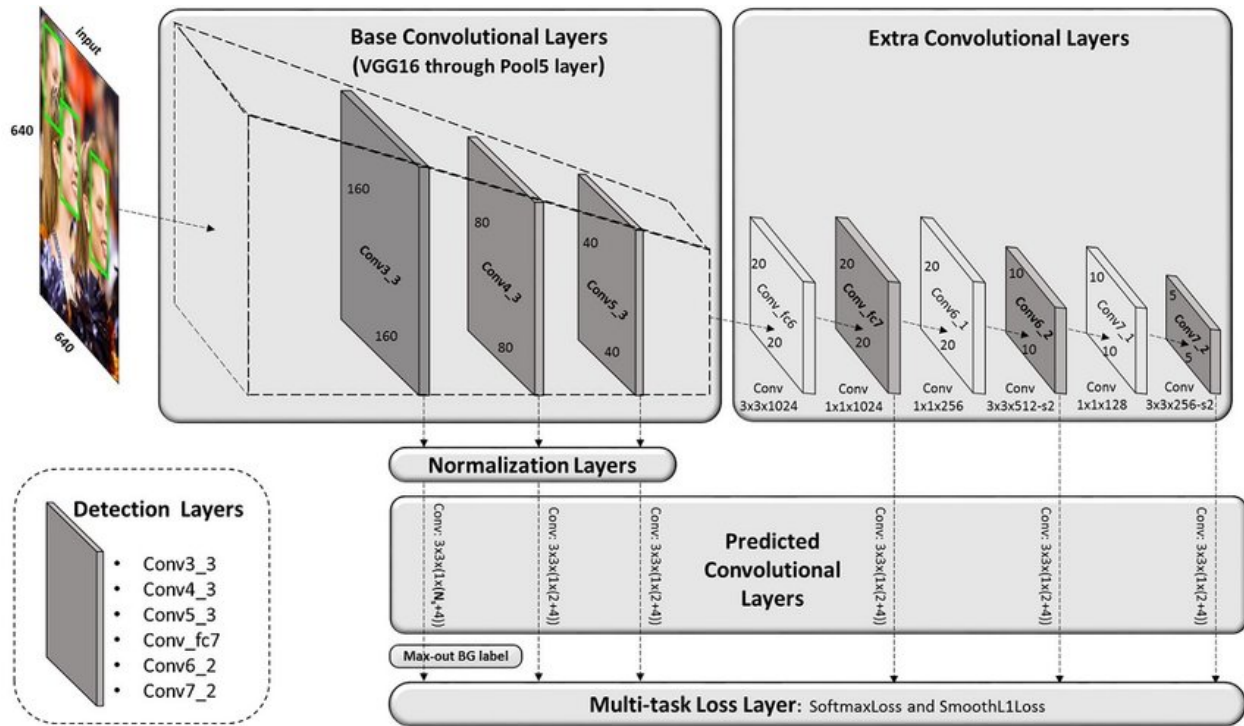 input
640
640
Base Convolutional Layers
(VGG16 through Pool5 layer)
160
Conv3_3
160
80
Conv4_3
80
40
Conv5_3
40
Extra Convolutional Layers
20
Conv_fc6
20
20
Conv_fc7
20
20
Conv6_1
20
10
Conv6_2
10
10
Conv7_1
10
5
Conv7_2
5
Conv
3x3x1024
Conv
1x1x1024
Conv
1x1x256
Conv
3x3x512-s2
Conv
1x1x128
Conv
3x3x256-s2
Normalization Layers
Detection Layers
• Conv3_3
• Conv4_3
• Conv5_3
• Conv_fc7
• Conv6_2
• Conv7_2
Conv: 3x3x(1x(Ns+4))
Conv: 3x3x(1x(2+4))
Conv: 3x3x(1x(2+4))
Predicted
Convolutional
Layers
Conv: 3x3x(1x(2+4))
Conv: 3x3x(1x(2+4))
Conv: 3x3x(1x(2+4))
Max-out BG label
Multi-task Loss Layer: SoftmaxLoss and SmoothL1Loss